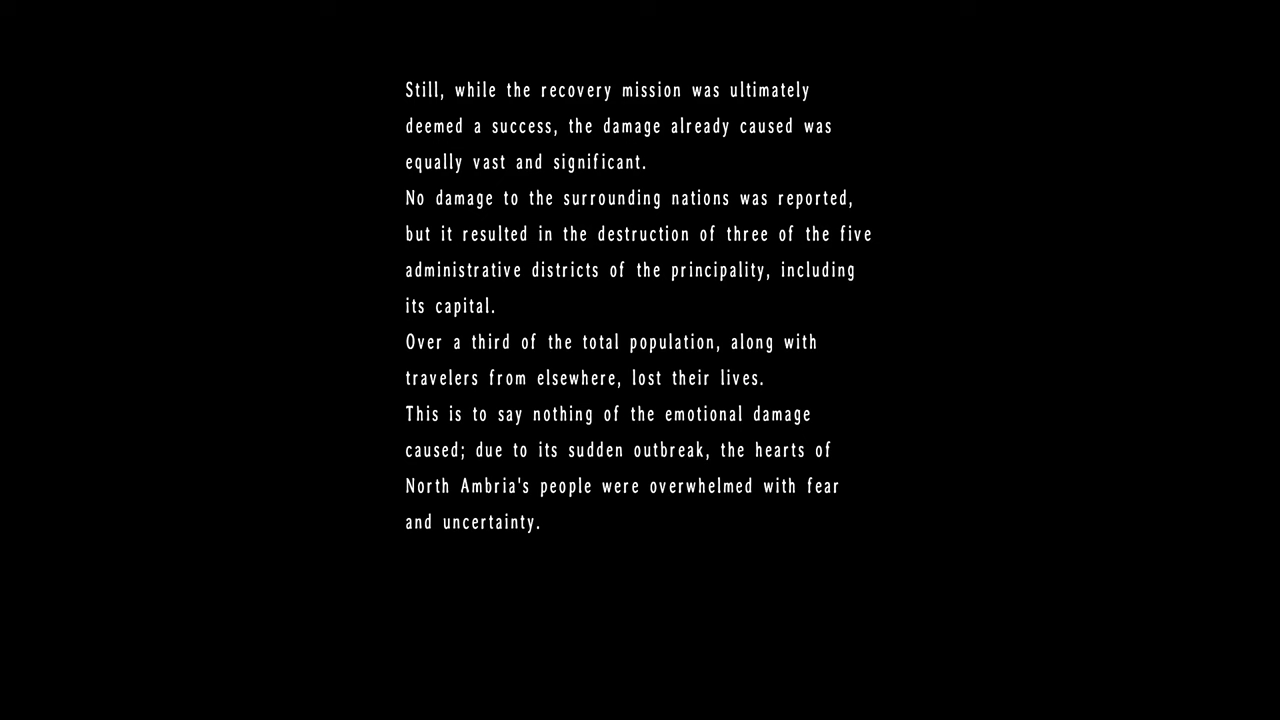 Still, while the recovery mission was ultimately
deemed a success, the damage already caused was
equally vast and significant.
No damage to the surrounding nations was reported,
but it resulted in the destruction of three of the five
administrative districts of the principality, including
its capital.
Over a third of the total population, along with
travelers from elsewhere, lost their lives.
This is to say nothing of the emotional damage
caused; due to its sudden outbreak, the hearts of
North Ambria's people were overwhelmed with fear
and uncertainty.